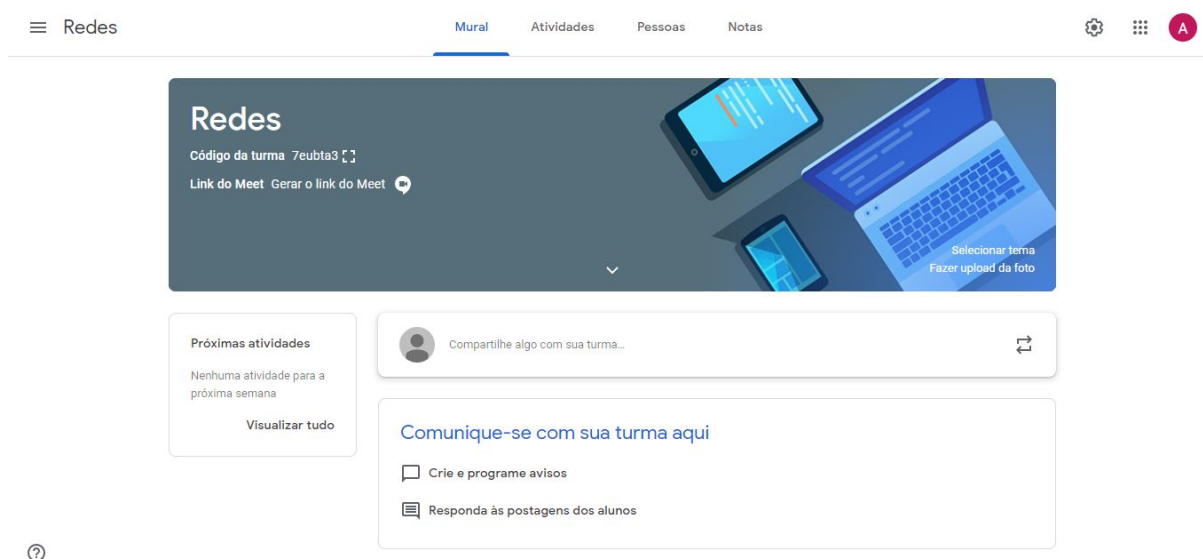 Redes
Mural Atividades Pessoas Notas
A
Redes
Código da turma 7eubta3
Link do Meet Gerar o link do Meet
Selecionar tema
Fazer upload da foto
Próximas atividades
Nenhuma atividade para a
próxima semana
Visualizar tudo
Compartilhe algo com sua turma...
Comunique-se com sua turma aqui
Crie e programe avisos
Responda às postagens dos alunos